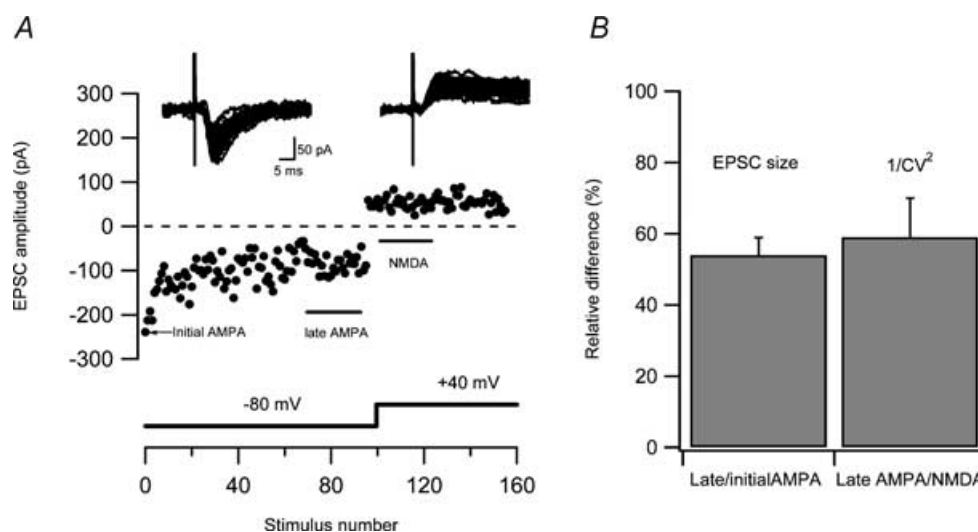 A
B
300
200
100
0
-100
-200
-300
EPSC amplitude (pA)
50 pA
5 ms
NMDA
Initial AMPA
late AMPA
-80 mV
+40 mV
0
40
80
120
160
Stimulus number
100
80
60
40
20
0
Relative difference (%)
EPSC size
1/CV²
Late/initialAMPA
Late AMPA/NMDA